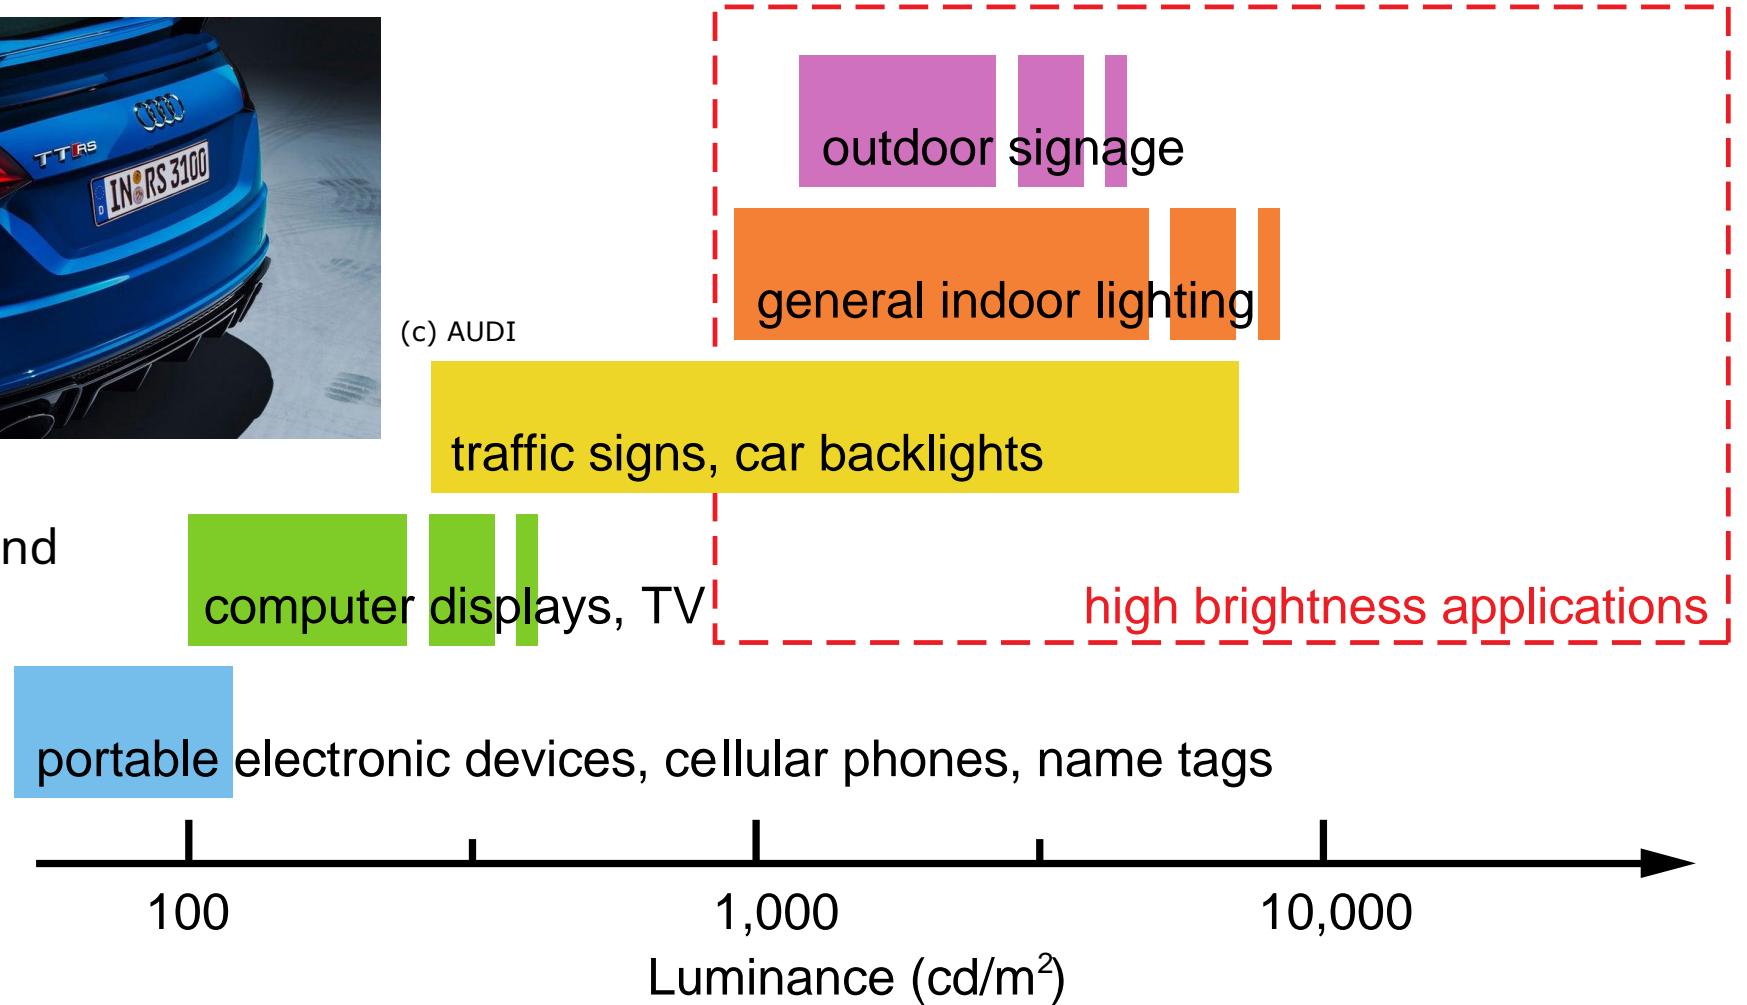 TT RS
IN RS 3100
D
(c) AUDI
outdoor signage
general indoor lighting
traffic signs, car backlights
nd
computer displays, TV
high brightness applications
portable electronic devices, cellular phones, name tags
100
1,000
10,000
Luminance (cd/m²)